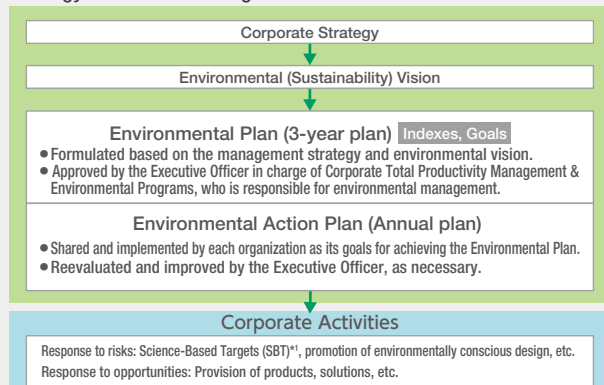 Corporate Strategy
Environmental (Sustainability) Vision
Environmental Plan (3-year plan) Indexes, Goals
● Formulated based on the management strategy and environmental vision.
● Approved by the Executive Officer in charge of Corporate Total Productivity Management &
Environmental Programs, who is responsible for environmental management.
Environmental Action Plan (Annual plan)
● Shared and implemented by each organization as its goals for achieving the Environmental Plan.
● Reevaluated and improved by the Executive Officer, as necessary.
Corporate Activities
Response to risks: Science-Based Targets (SBT)*1, promotion of environmentally conscious design, etc.
Response to opportunities: Provision of products, solutions, etc.